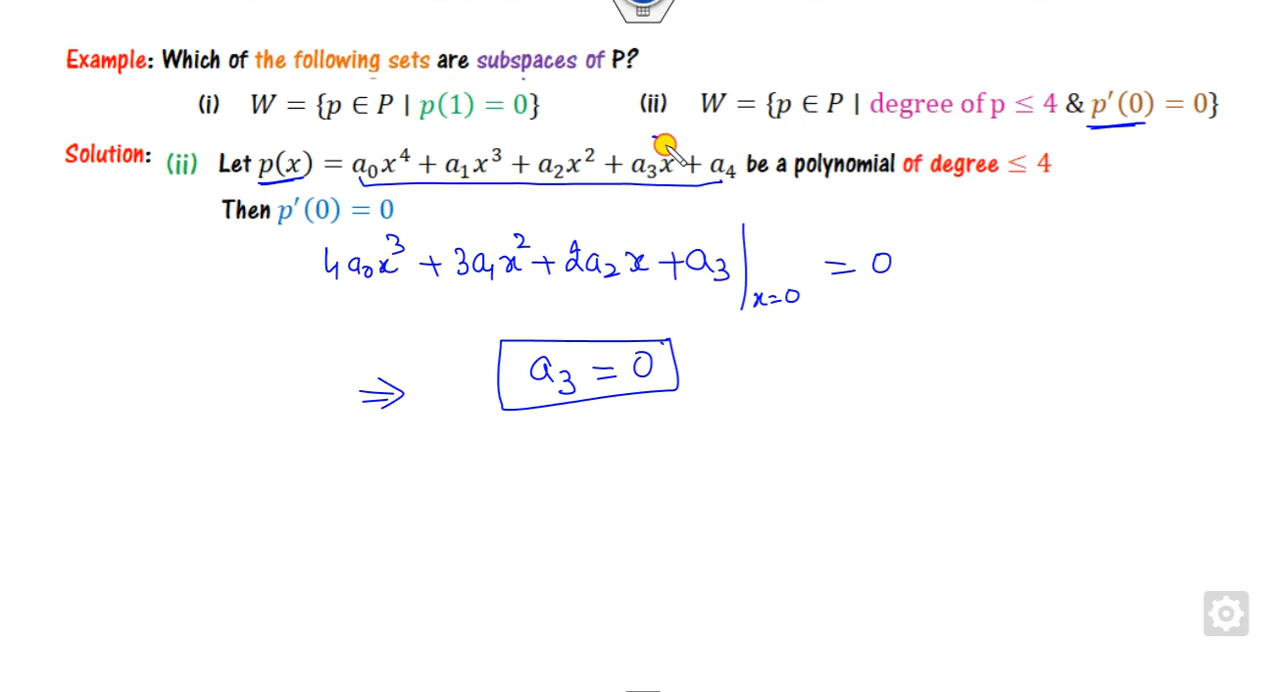 Example: Which of the following sets are subspaces of P?
(i) W = {p ∈ P | p(1) = 0} (ii) W = {p ∈ P | degree of p ≤ 4 & p′(0) = 0}
Solution: (ii) Let p(x) = a₀x⁴ + a₁x³ + a₂x² + a₃x + a₄ be a polynomial of degree ≤ 4
Then p′(0) = 0
4a₀x³ + 3a₁x² + 2a₂x + a₃ |ₓ₌₀ = 0
⇒ a₃ = 0